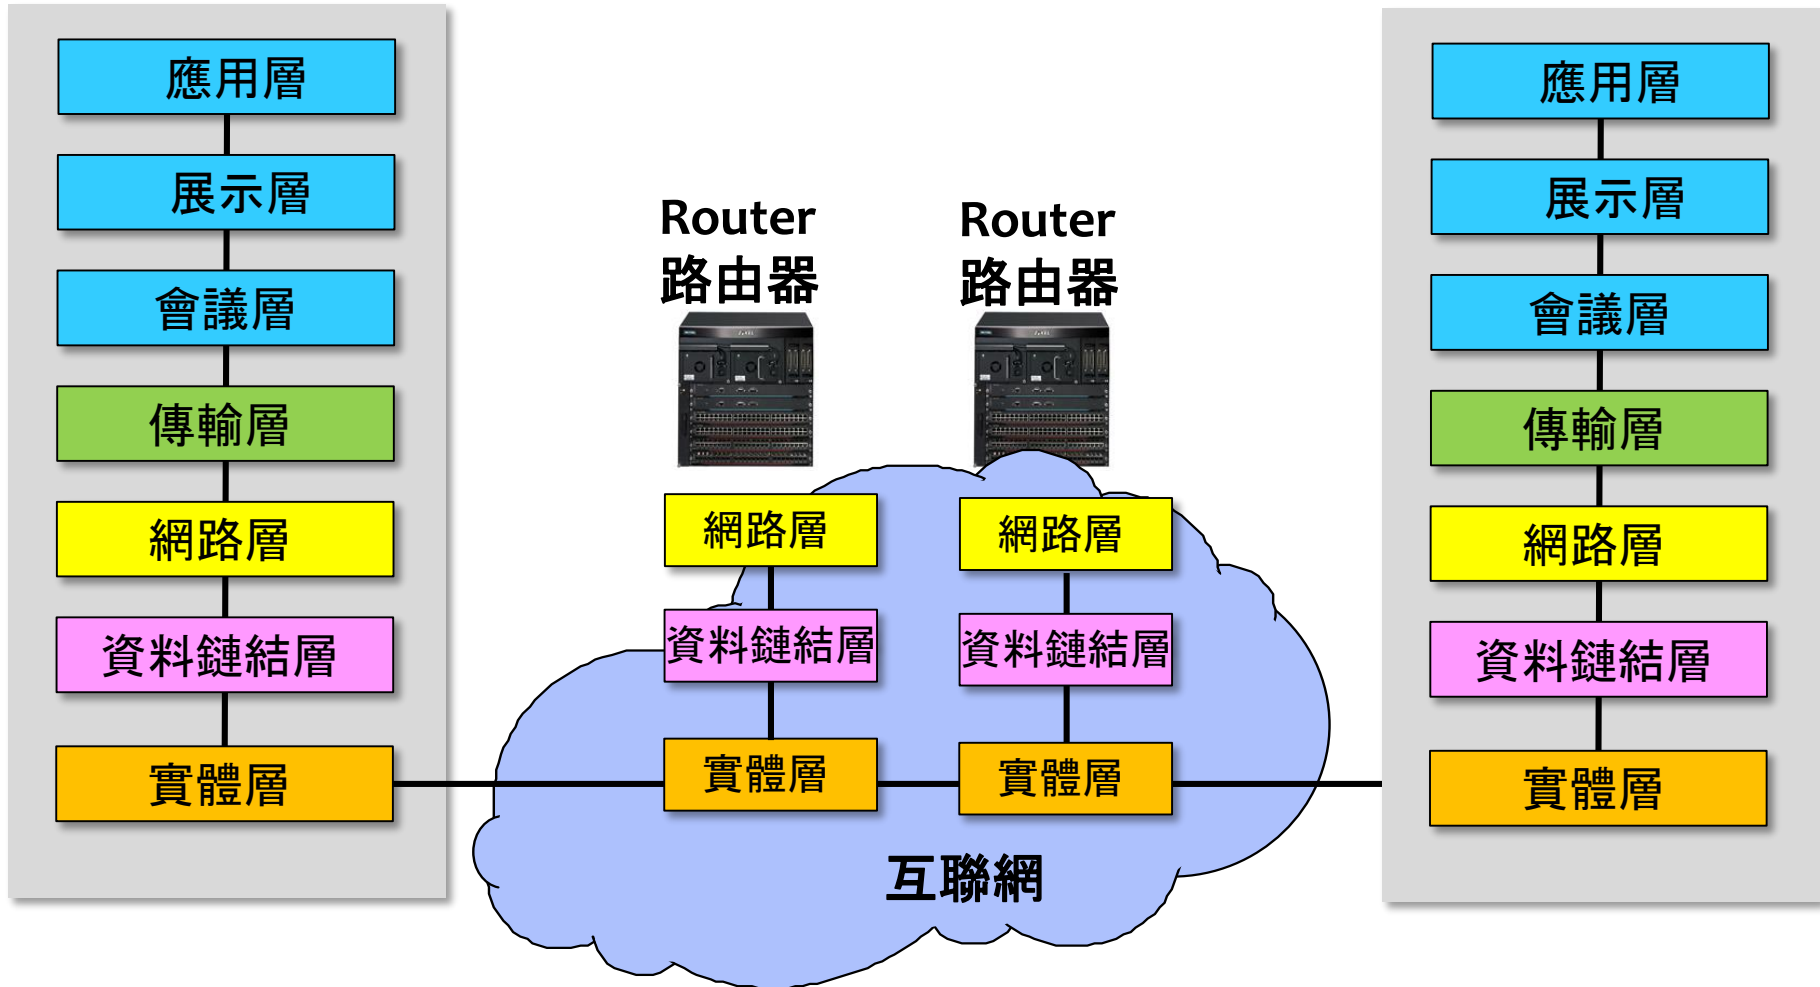 應用層
展示層
會議層
傳輸層
網路層
資料鏈結層
實體層
Router
路由器
Router
路由器
網路層
資料鏈結層
實體層
網路層
資料鏈結層
實體層
互聯網
應用層
展示層
會議層
傳輸層
網路層
資料鏈結層
實體層